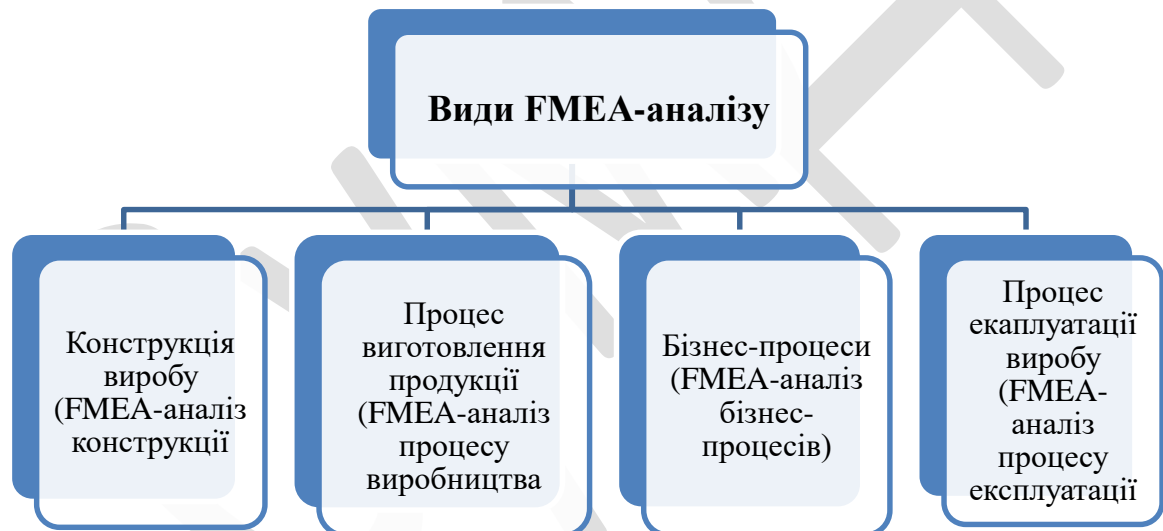 Види FMEA-аналізу
Конструкція
виробу
(FMEA-аналіз
конструкції
Процес
виготовлення
продукції
(FMEA-аналіз
процесу
виробництва
Бізнес-процеси
(FMEA-аналіз
бізнес-
процесів)
Процес
екаплуатації
виробу
(FMEA-
аналіз
процесу
експлуатації